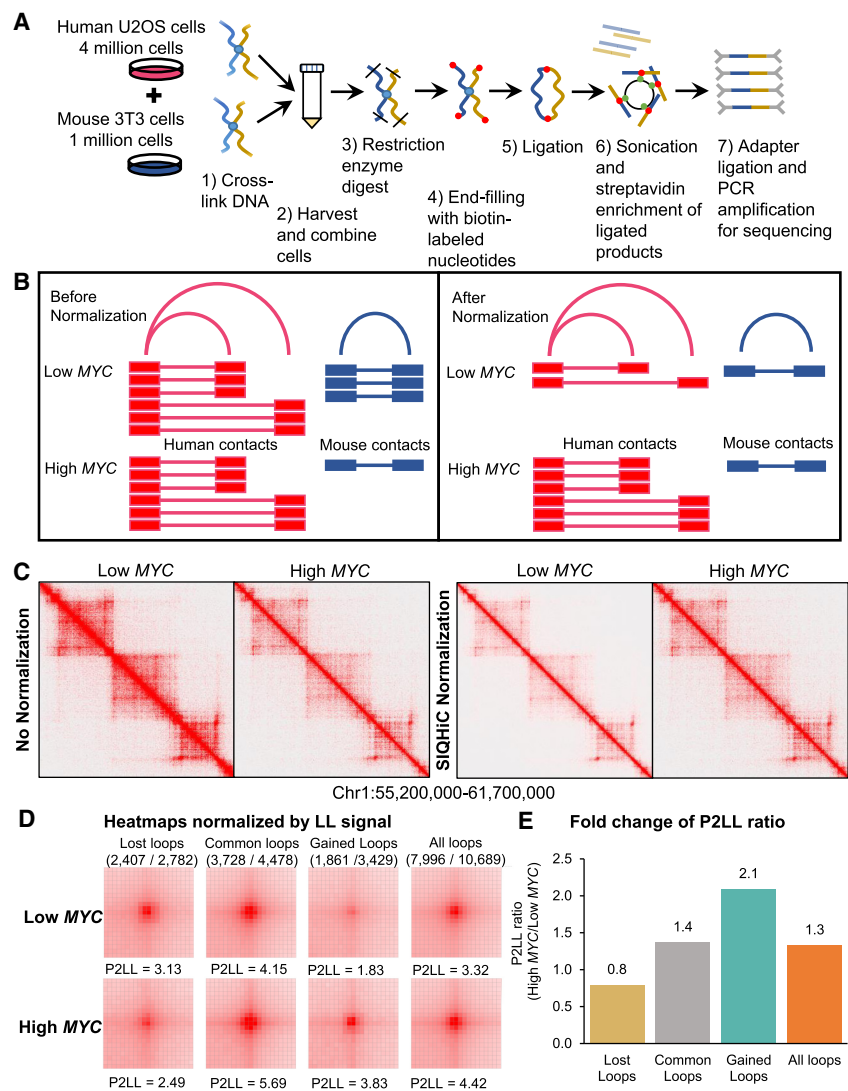 A
Human U2OS cells
4 million cells
+
Mouse 3T3 cells
1 million cells
1) Cross-
link DNA
2) Harvest
and combine
cells
3) Restriction
enzyme
digest
4) End-filling
with biotin-
labeled
nucleotides
5) Ligation
6) Sonication
and
streptavidin
enrichment of
ligated
products
7) Adapter
ligation and
PCR
amplification
for sequencing
B
Before
Normalization
Low MYC
Human contacts
Mouse contacts
High MYC
After
Normalization
Low MYC
Human contacts
Mouse contacts
High MYC
C
Low MYC
High MYC
Low MYC
High MYC
No Normalization
SIQHiC Normalization
Chr1:55,200,000-61,700,000
D
Heatmaps normalized by LL signal
Lost loops
(2,407 / 2,782)
Common loops
(3,728 / 4,478)
Gained Loops
(1,861 /3,429)
All loops
(7,996 / 10,689)
Low MYC
P2LL = 3.13
P2LL = 4.15
P2LL = 1.83
P2LL = 3.32
High MYC
P2LL = 2.49
P2LL = 5.69
P2LL = 3.83
P2LL = 4.42
E
Fold change of P2LL ratio
P2LL ratio
(High MYC/Low MYC)
2.5
2.0
1.5
1.0
0.5
0.0
0.8
1.4
2.1
1.3
Lost
Loops
Common
Loops
Gained
Loops
All loops